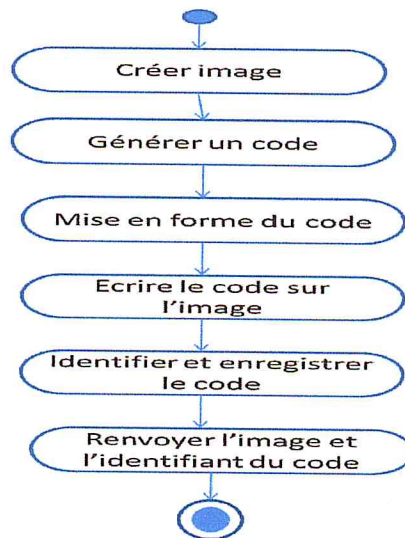 Créer image
Générer un code
Mise en forme du code
Ecrire le code sur
l'image
Identifier et enregistrer
le code
Renvoyer l'image et
l'identifiant du code